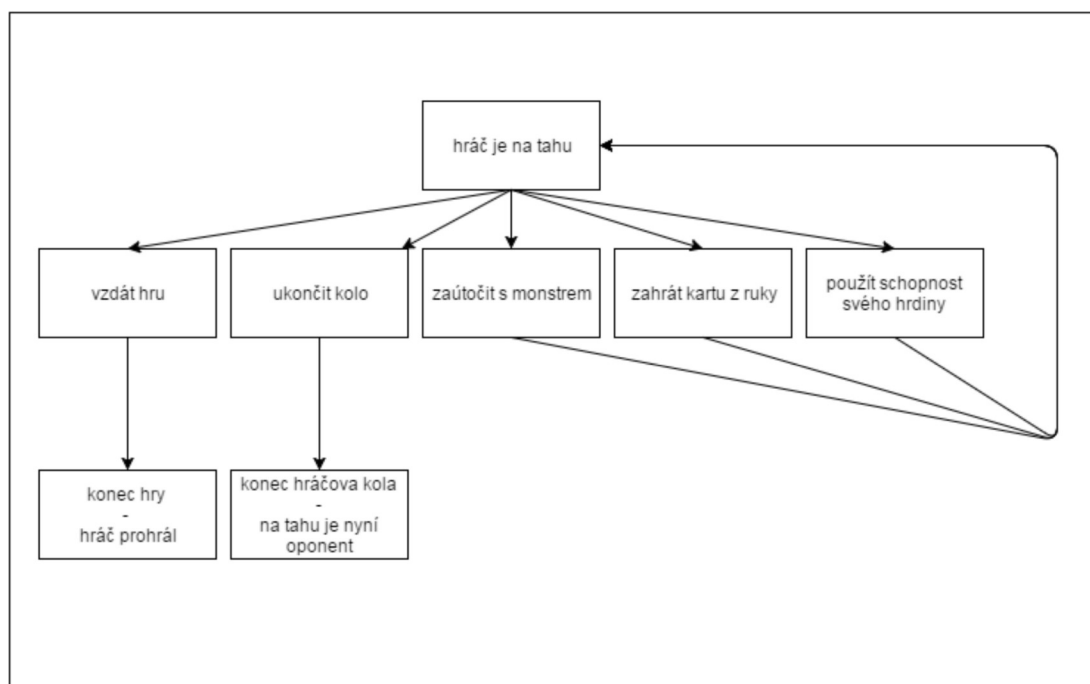 hráč je na tahu
vzdát hru
ukončit kolo
zaútočit s monstrem
zahrát kartu z ruky
použít schopnost
svého hrdiny
konec hry
-
hráč prohrál
konec hráčova kola
-
na tahu je nyní
oponent